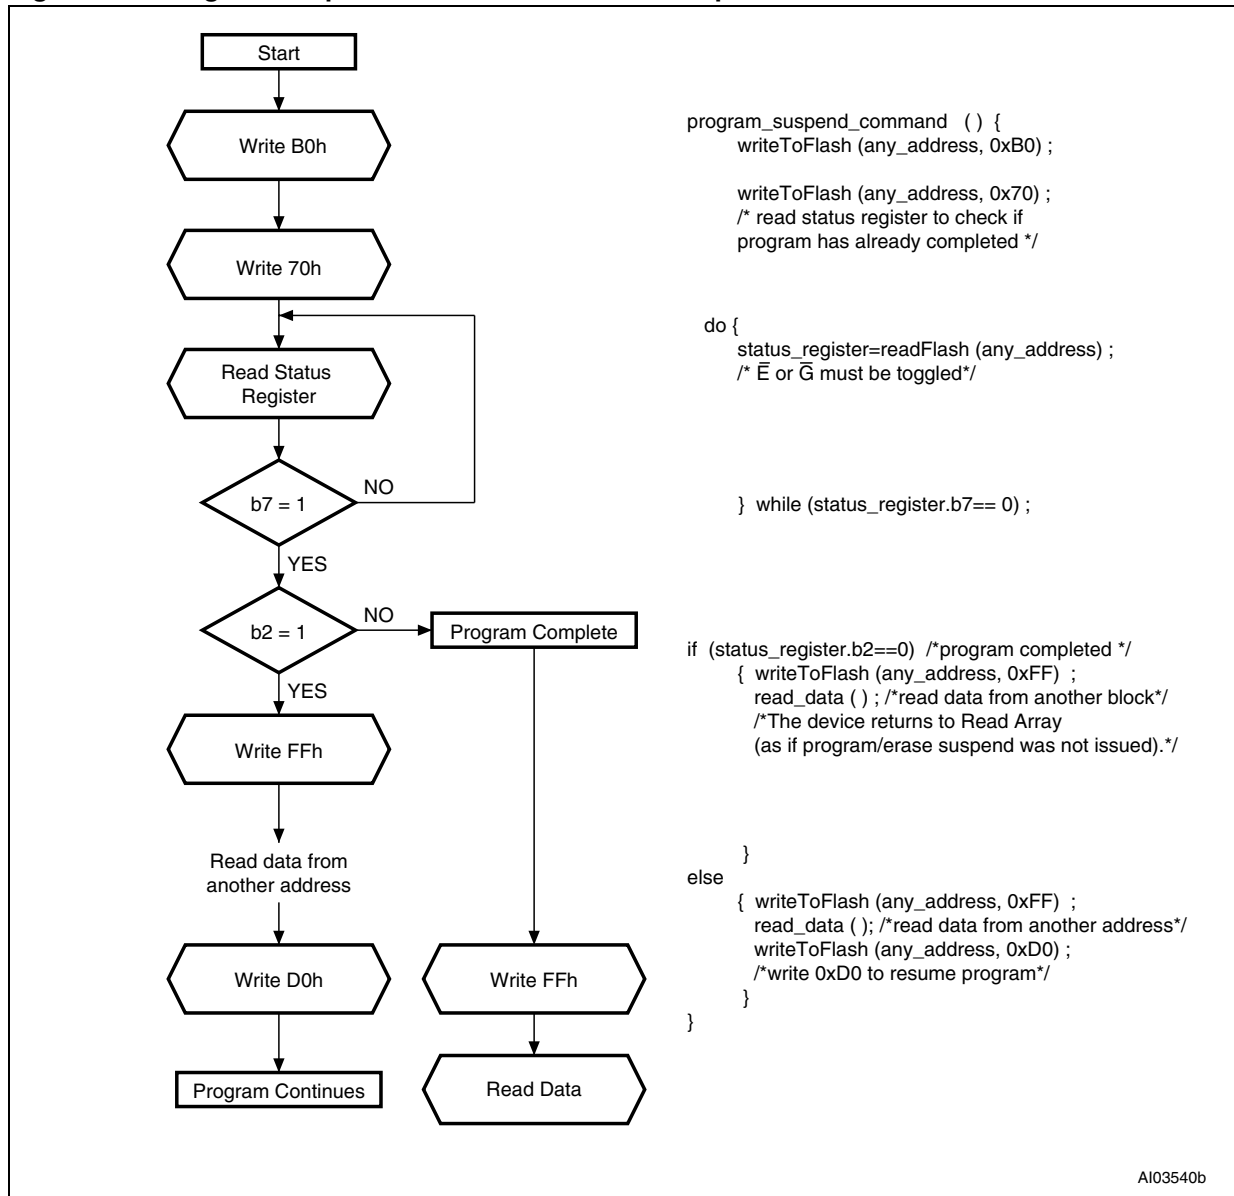 Start
Write B0h
Write 70h
Read Status
Register
b7 = 1
NO
YES
b2 = 1
NO
Program Complete
YES
Write FFh
Read data from
another address
Write D0h
Write FFh
Program Continues
Read Data
program_suspend_command ( ) {
writeToFlash (any_address, 0xB0) ;
writeToFlash (any_address, 0x70) ;
/* read status register to check if
program has already completed */
do {
status_register=readFlash (any_address) ;
/* E̅ or G̅ must be toggled*/
} while (status_register.b7== 0) ;
if (status_register.b2==0) /*program completed */
{ writeToFlash (any_address, 0xFF) ;
read_data ( ) ; /*read data from another block*/
/*The device returns to Read Array
(as if program/erase suspend was not issued).*/
}
else
{ writeToFlash (any_address, 0xFF) ;
read_data ( ); /*read data from another address*/
writeToFlash (any_address, 0xD0) ;
/*write 0xD0 to resume program*/
}
}
AI03540b